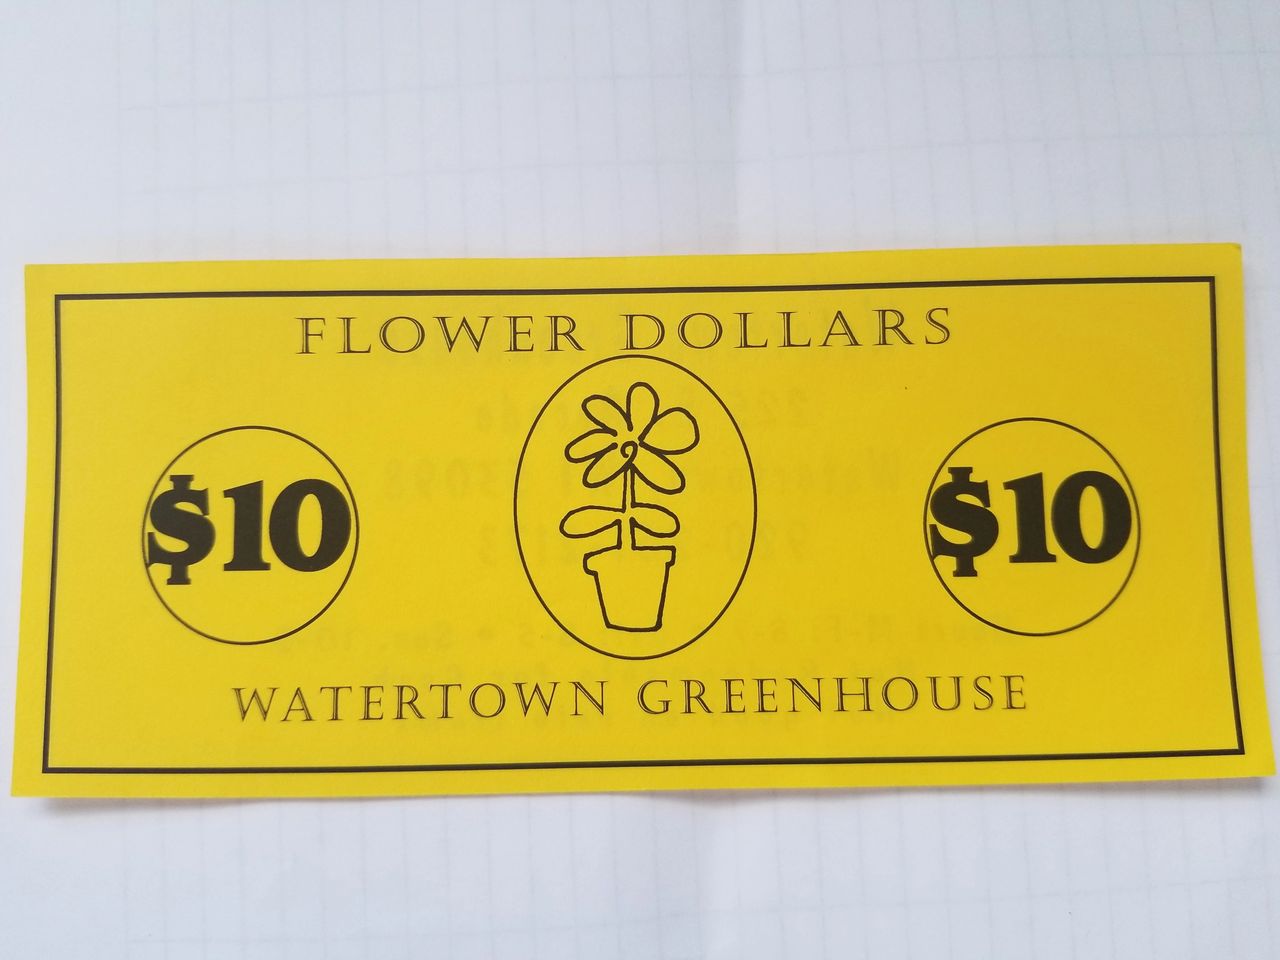 FLOWER DOLLARS
$10 $10
WATERTOWN GREENHOUSE